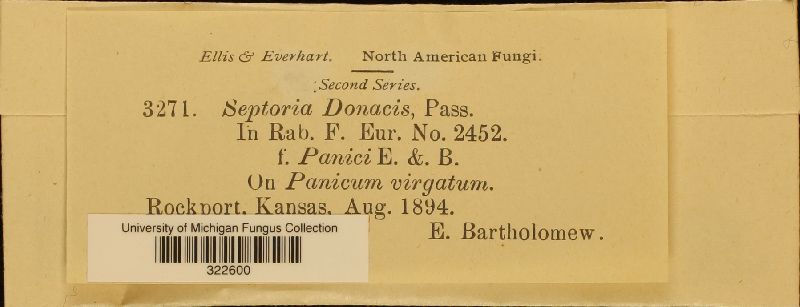 Ellis & Everhart. North American Fungi.
Second Series.
3271. Septoria Donacis, Pass.
In Rab. F. Eur. No. 2452.
f. Panici E. &. B.
On Panicum virgatum.
Rockport, Kansas, Aug. 1894.
E. Bartholomew.
University of Michigan Fungus Collection
322600